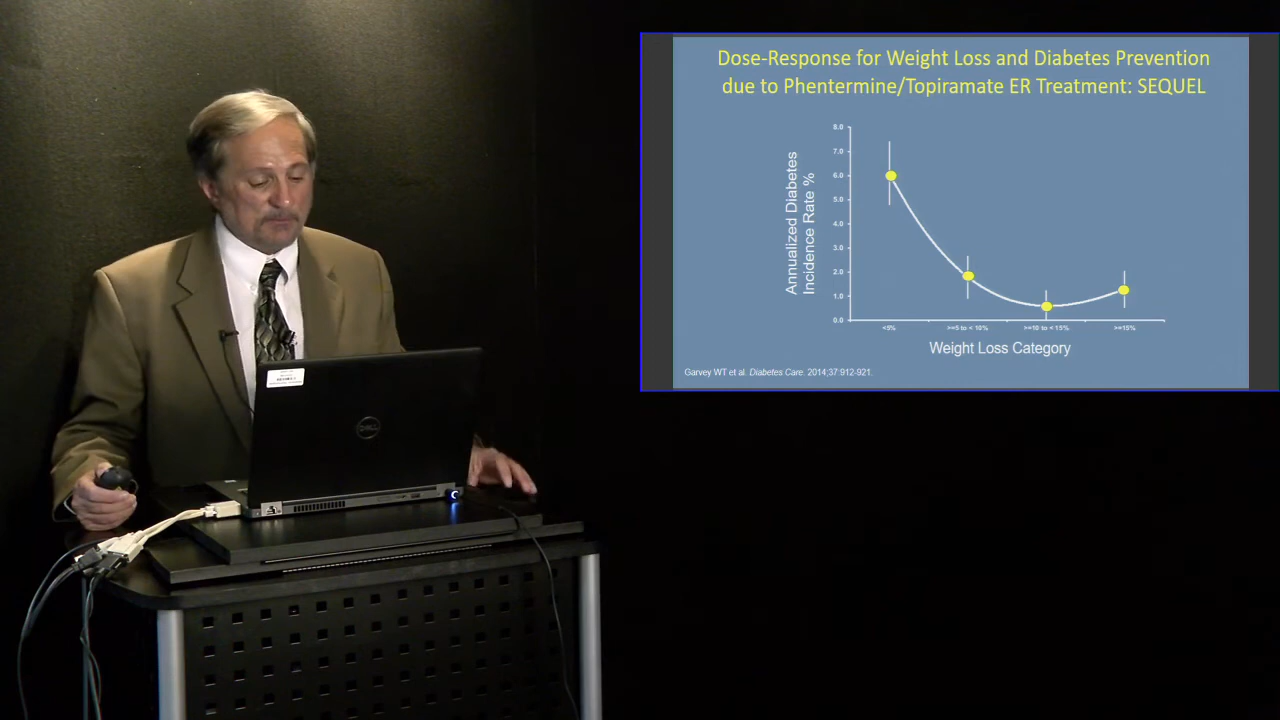 Dose-Response for Weight Loss and Diabetes Prevention
due to Phentermine/Topiramate ER Treatment: SEQUEL
8.0
7.0
6.0
5.0
4.0
3.0
2.0
1.0
0.0
Annualized Diabetes
Incidence Rate %
<5%
>=5 to < 10%
>=10 to < 15%
>=15%
Weight Loss Category
Garvey WT et al. Diabetes Care. 2014;37:912-921.
DELL